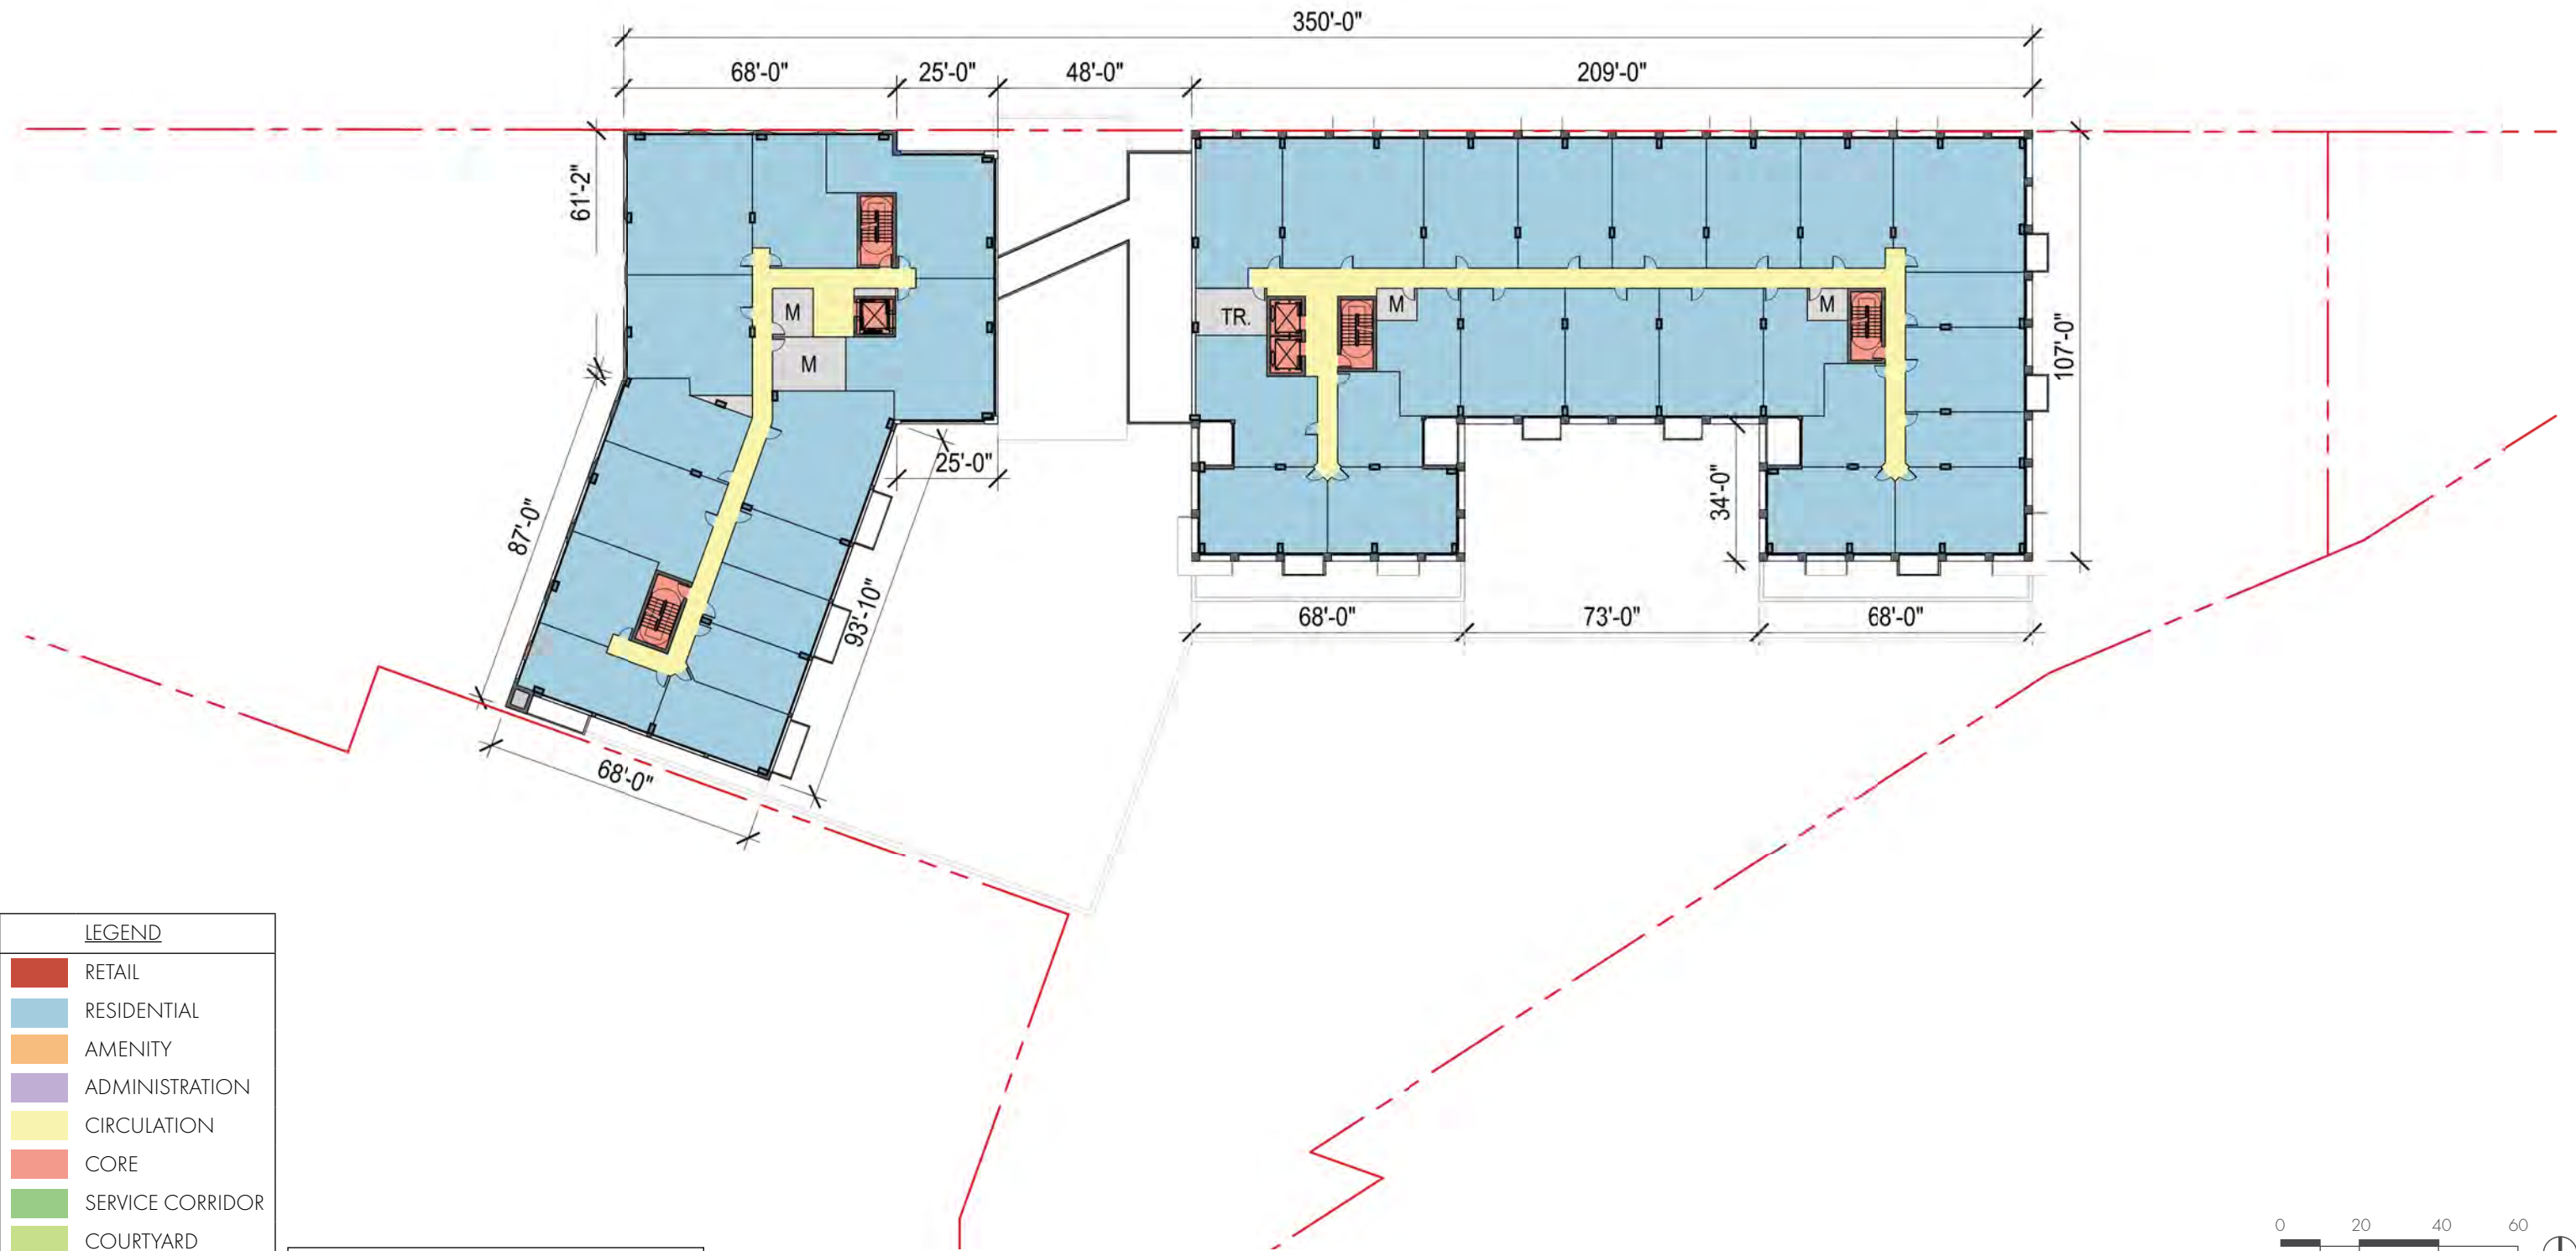 350'-0"
68'-0"
25'-0"
48'-0"
209'-0"
61'-2"
M
M
TR.
M
M
107'-0"
25'-0"
87'-0"
93'-10"
34'-0"
68'-0"
73'-0"
68'-0"
68'-0"
LEGEND
RETAIL
RESIDENTIAL
AMENITY
ADMINISTRATION
CIRCULATION
CORE
SERVICE CORRIDOR
COURTYARD
0 20 40 60